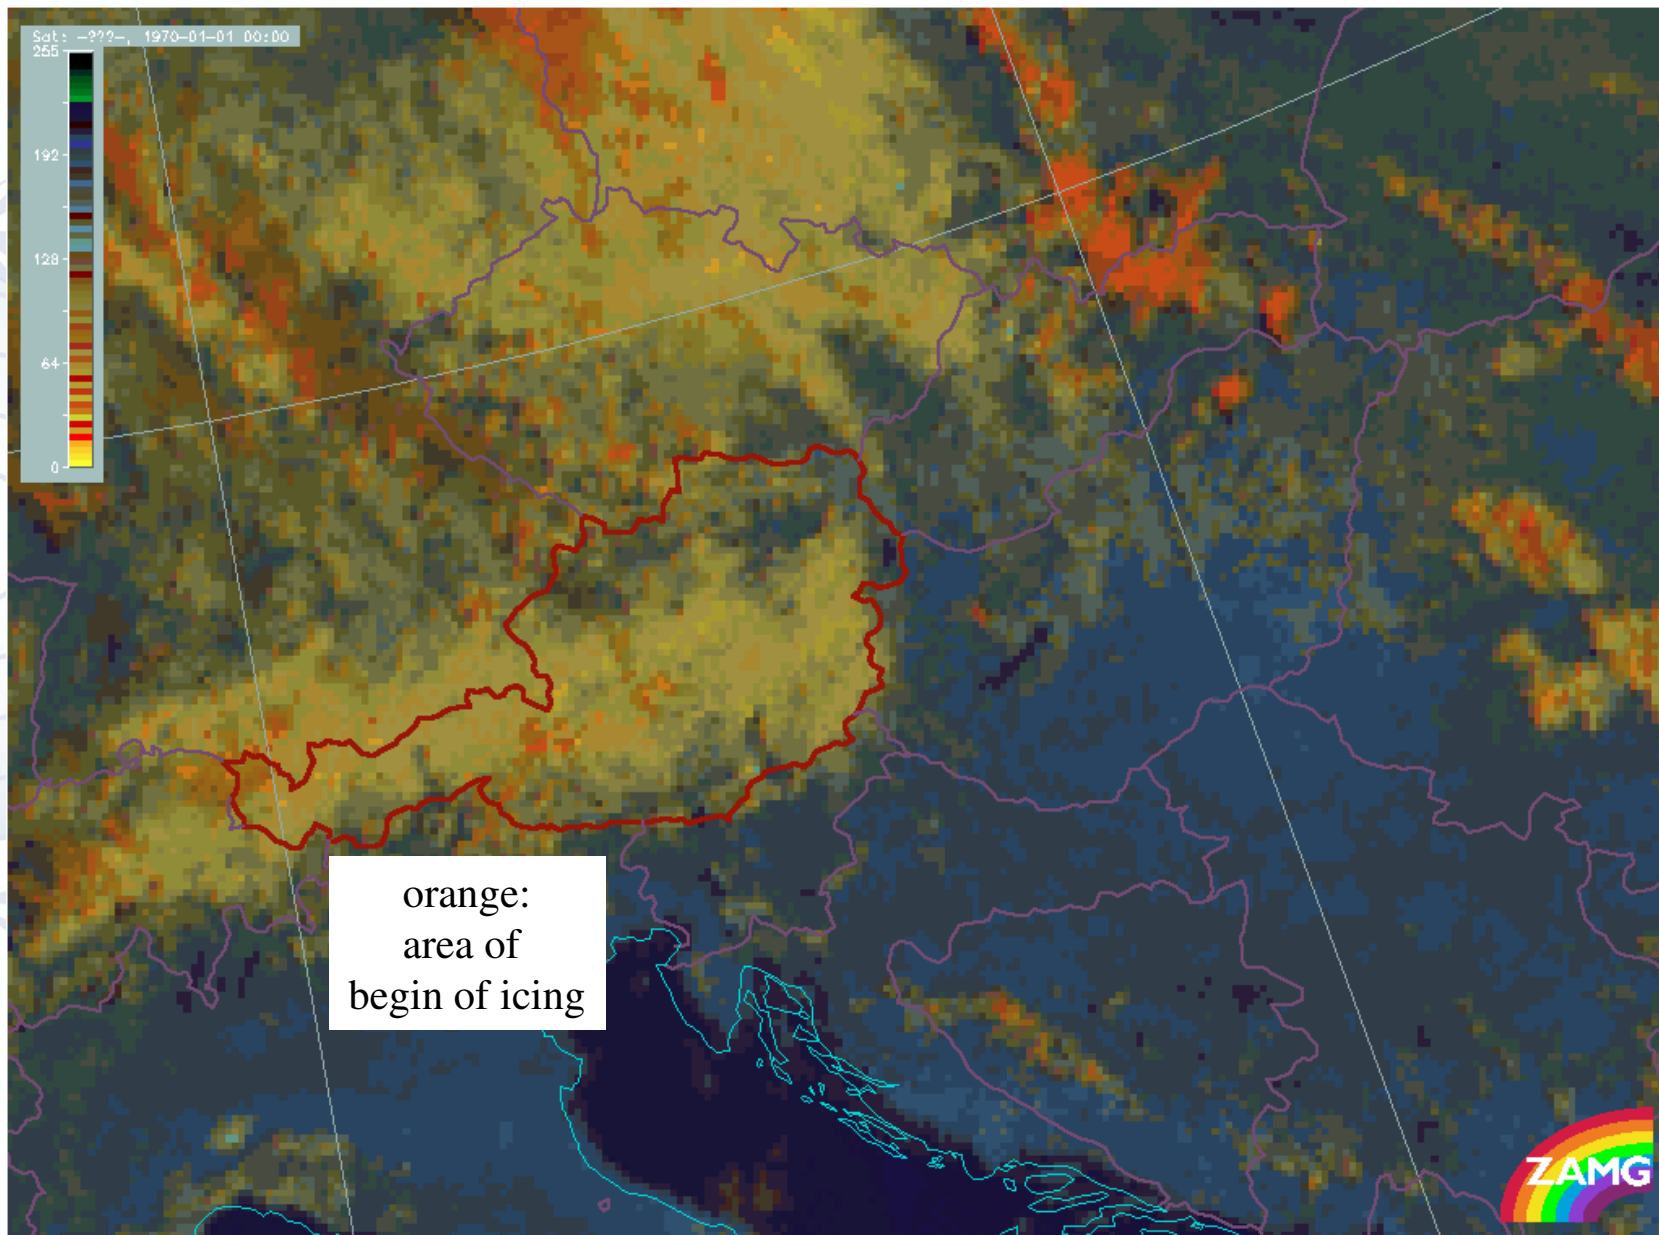 Sat: -???-, 1970-01-01 00:00
255
192
128
64
0
orange:
area of
begin of icing
ZAMG